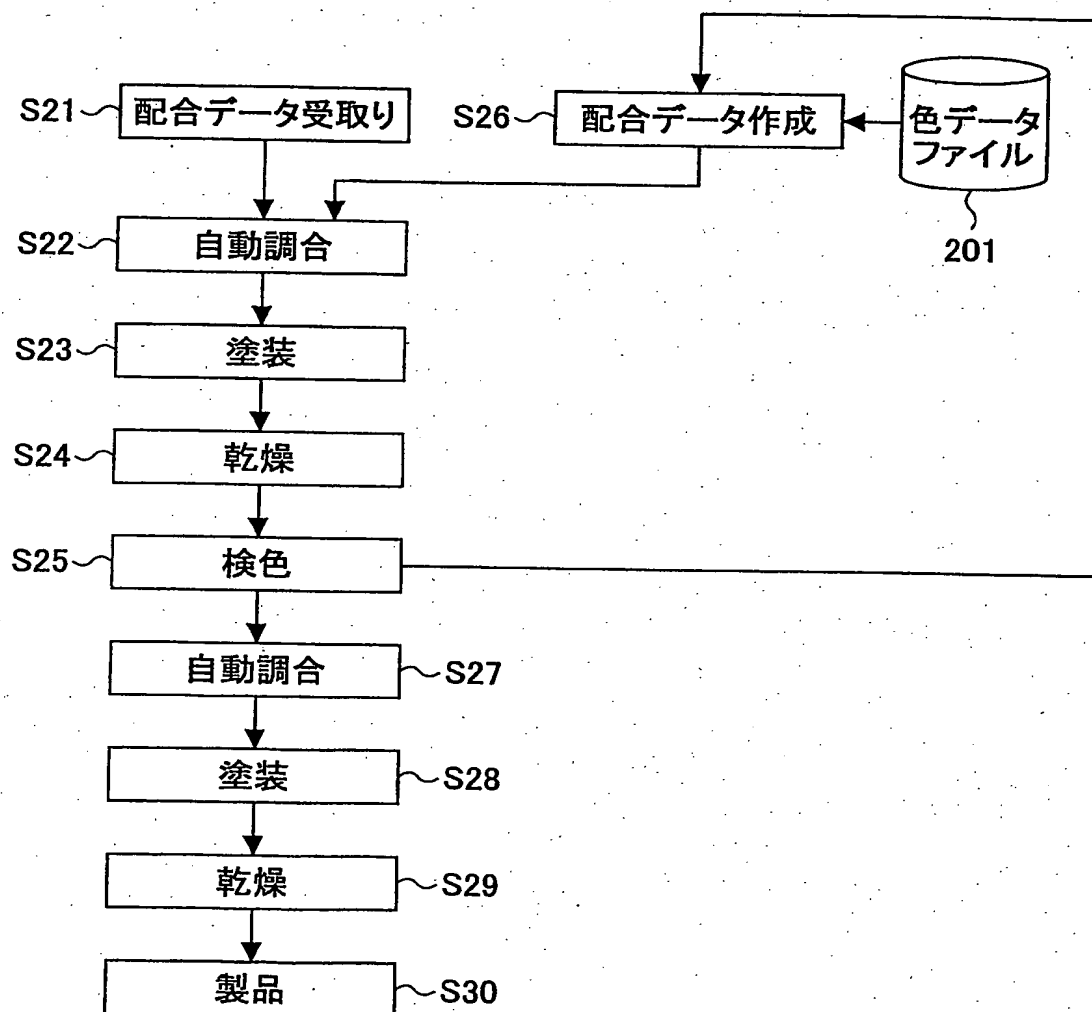 S21 配合データ受取り
S26 配合データ作成
色データ
ファイル
201
S22 自動調合
S23 塗装
S24 乾燥
S25 検色
自動調合 S27
塗装 S28
乾燥 S29
製品 S30